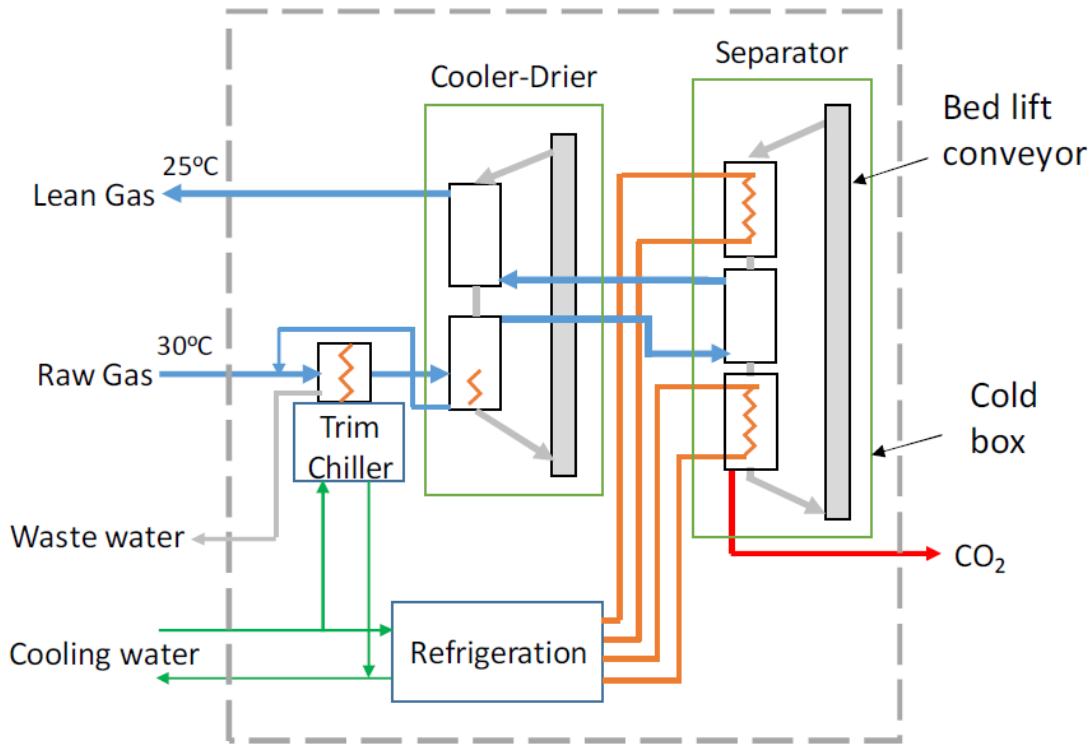 Separator
Cooler-Drier
Bed lift
conveyor
25ºC
Lean Gas
30ºC
Raw Gas
Trim
Chiller
Cold
box
Waste water
CO₂
Refrigeration
Cooling water